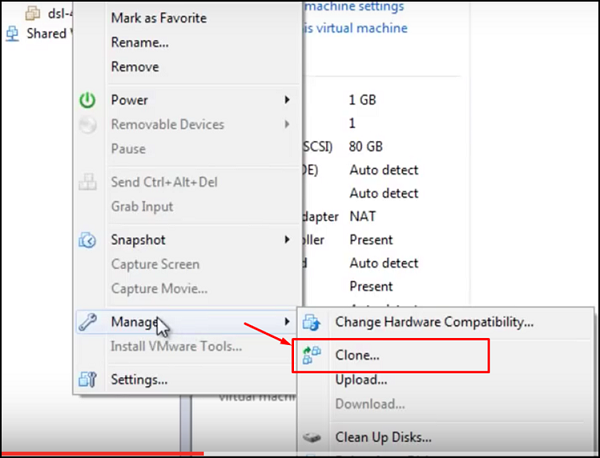 dsl-
Shared
Mark as Favorite
Rename...
Remove
Power
Removable Devices
Pause
Send Ctrl+Alt+Del
Grab Input
Snapshot
Capture Screen
Capture Movie...
Manage
Install VMware Tools...
Settings...
machine settings
is virtual machine
1 GB
1
SCSI) 80 GB
DE) Auto detect
Auto detect
dapter NAT
oller Present
d Auto detect
Present
Auto detect
Change Hardware Compatibility...
Clone...
Upload...
Download...
Clean Up Disks...
virtual machin